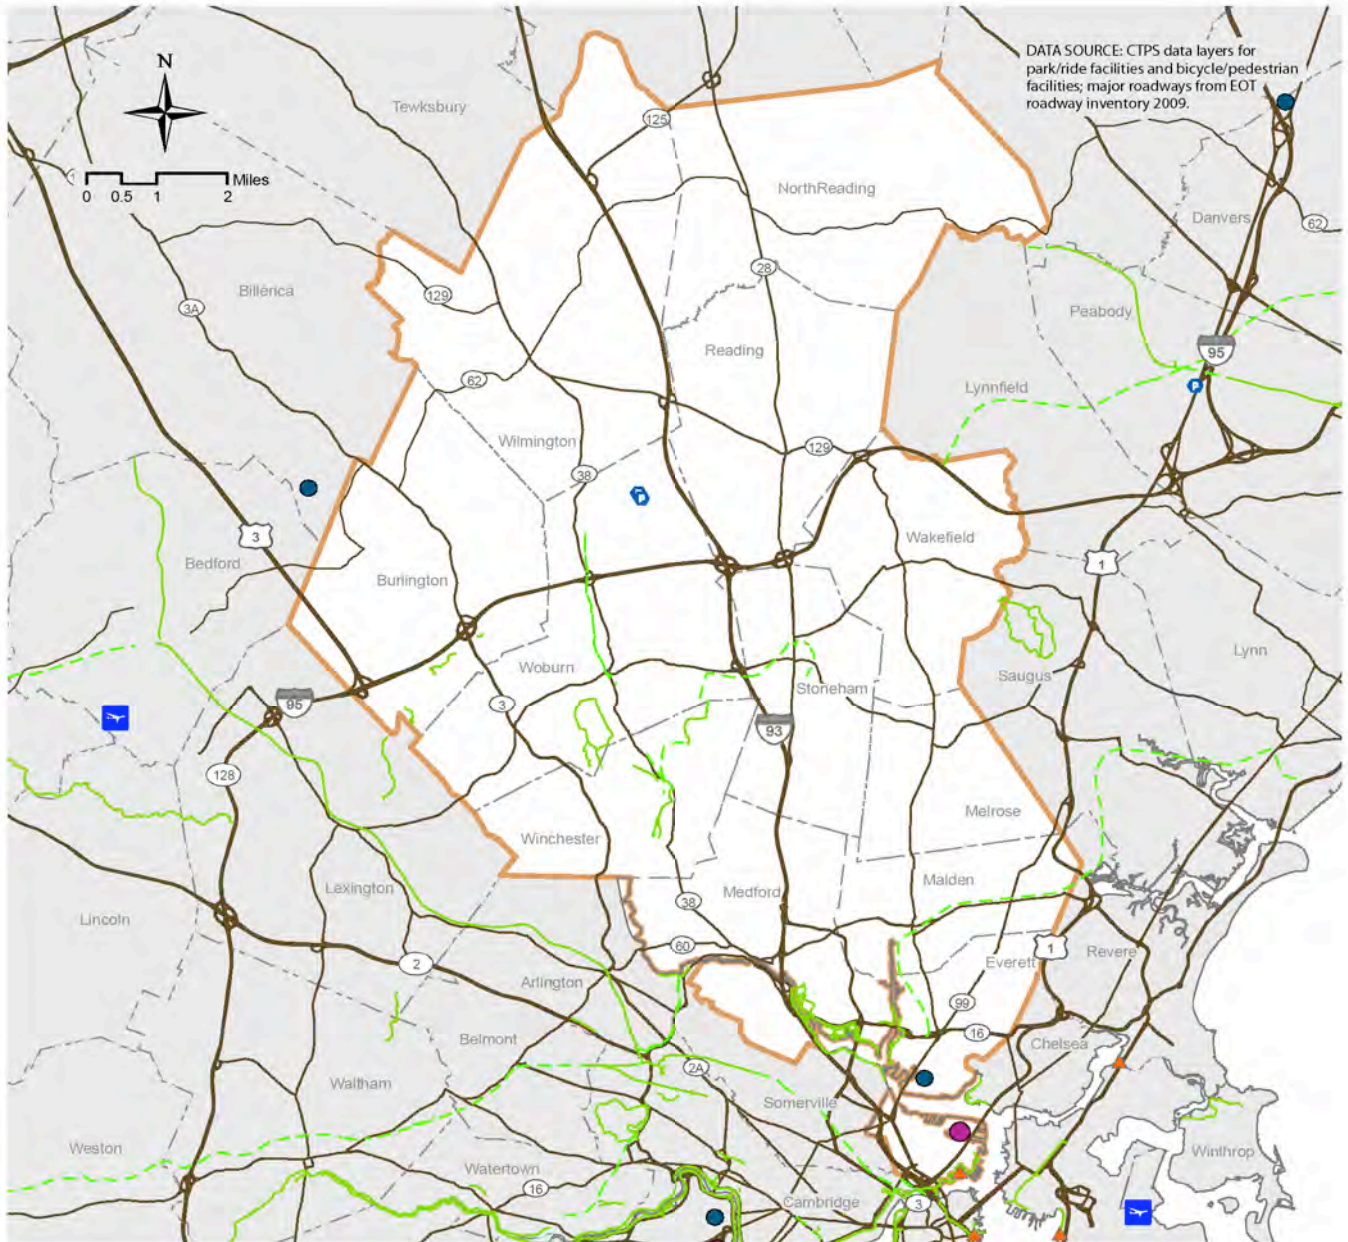 N
0 0.5 1 2 Miles
DATA SOURCE: CTPS data layers for
park/ride facilities and bicycle/pedestrian
facilities; major roadways from EOT
roadway inventory 2009.
Tewksbury
125
NorthReading
Danvers
62
28
Billerica
129
3A
Peabody
Reading
95
62
Lynnfield
Wilmington
129
38
P
P
3
Wakefield
Bedford
1
Burlington
Woburn
Lynn
Saugus
Stoneham
95
3
93
128
Melrose
Winchester
Malden
Lexington
Medford
38
Lincoln
60
1
Revere
2
Everett
Arlington
99
Belmont
16
Chelsea
2A
Waltham
Somerville
Weston
Winthrop
Watertown
16
Cambridge
3